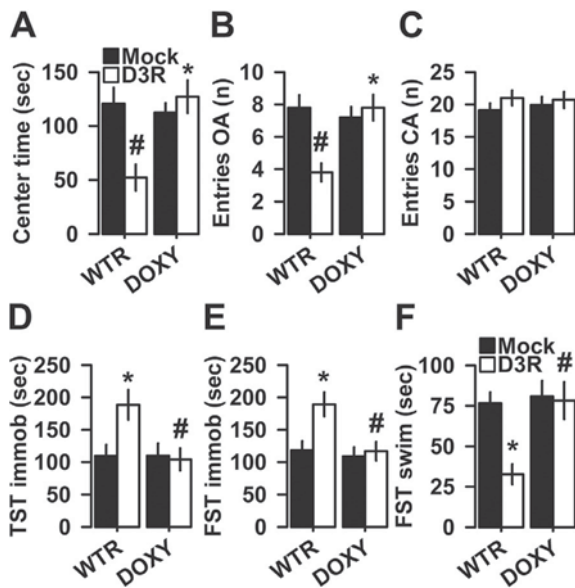 A
B
C
Mock
D3R
Center time (sec)
150
100
50
0
#
*
WTR
DOXY
Entries OA (n)
10
8
6
4
2
0
#
*
WTR
DOXY
Entries CA (n)
25
20
15
10
5
0
WTR
DOXY
D
E
F
TST immob (sec)
250
200
150
100
50
0
*
#
WTR
DOXY
FST immob (sec)
250
200
150
100
50
0
*
#
WTR
DOXY
Mock
D3R
FST swim (sec)
100
75
50
25
0
*
#
WTR
DOXY